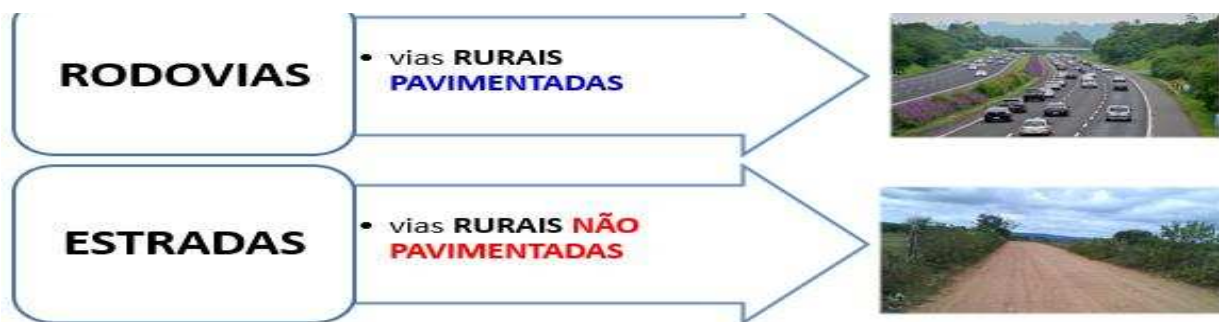 RODOVIAS
• vias RURAIS
PAVIMENTADAS
ESTRADAS
• vias RURAIS NÃO
PAVIMENTADAS